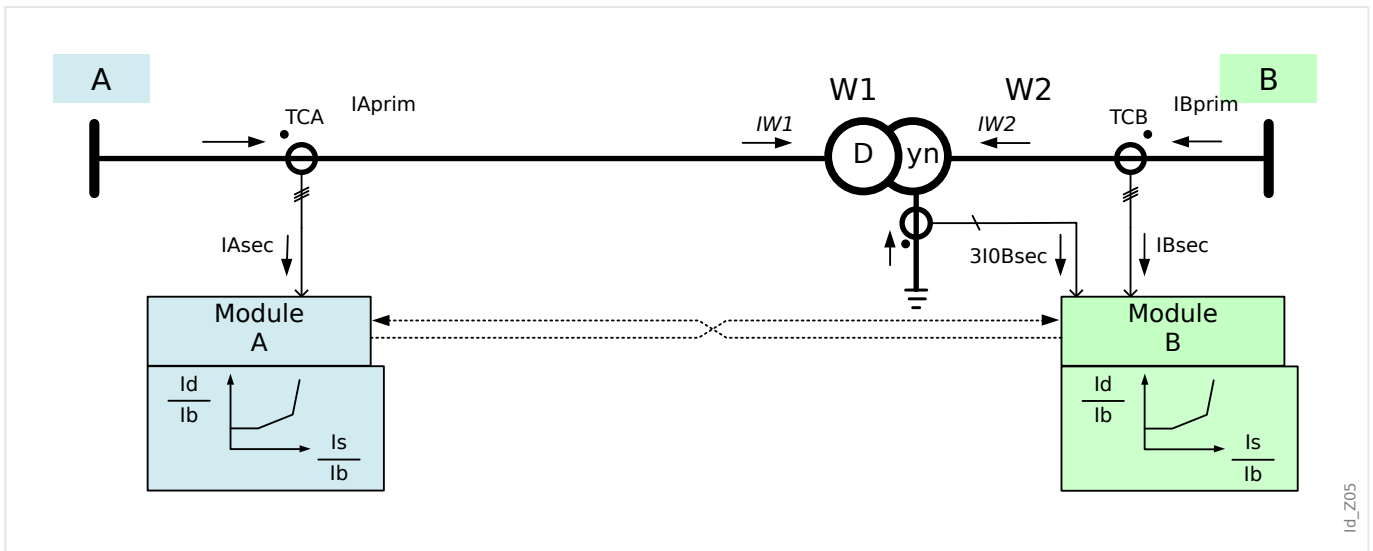 A
B
W1
W2
TCA
IAprim
IW1
IW2
TCB
IBprim
D
yn
IAsec
3I0Bsec
IBsec
Module
A
Module
B
Id
Ib
Is
Ib
Id
Ib
Is
Ib
Id_Z05